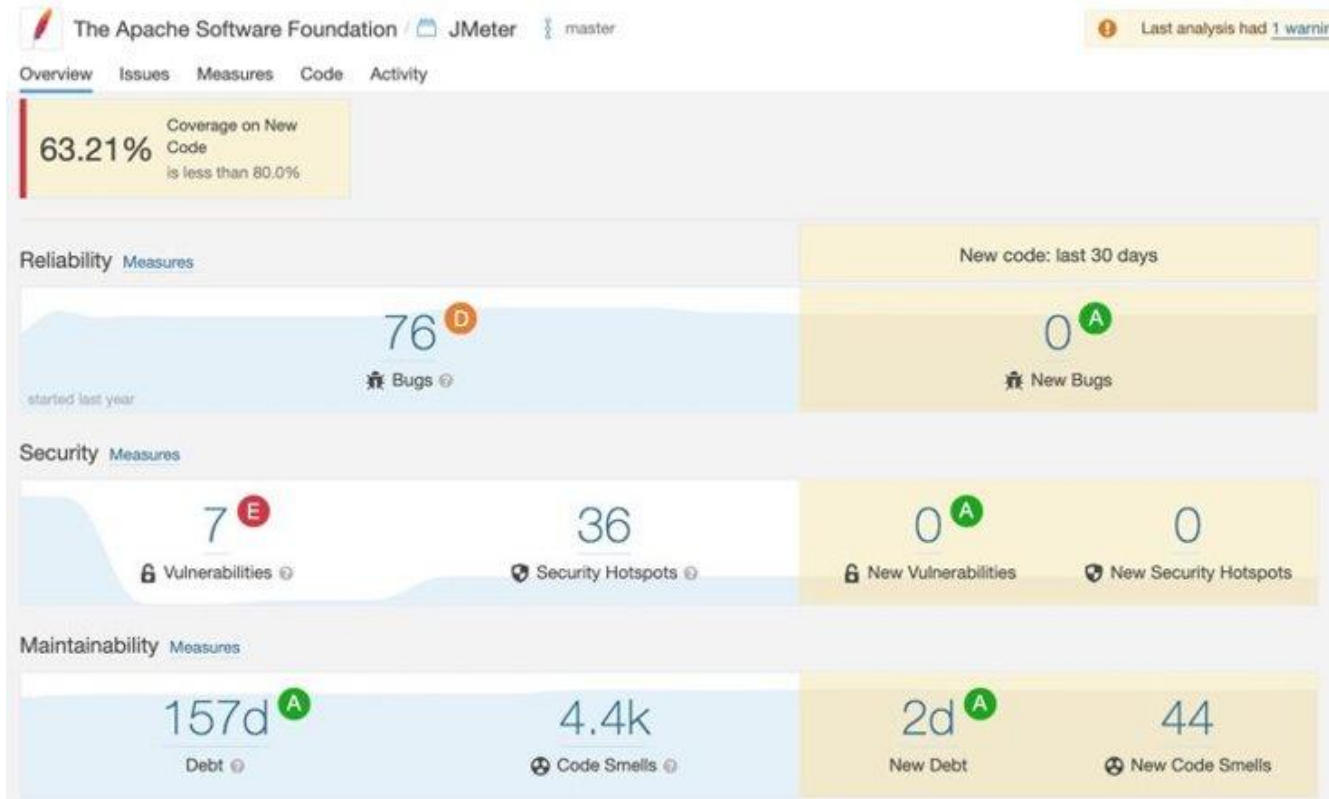 The Apache Software Foundation / JMeter master
Last analysis had 1 warnin
Overview Issues Measures Code Activity
63.21%
Coverage on New
Code
is less than 80.0%
Reliability Measures
New code: last 30 days
76 D
Bugs
started last year
0 A
New Bugs
Security Measures
7 E
Vulnerabilities
36
Security Hotspots
0 A
New Vulnerabilities
0
New Security Hotspots
Maintainability Measures
157d A
Debt
4.4k
Code Smells
2d A
New Debt
44
New Code Smells